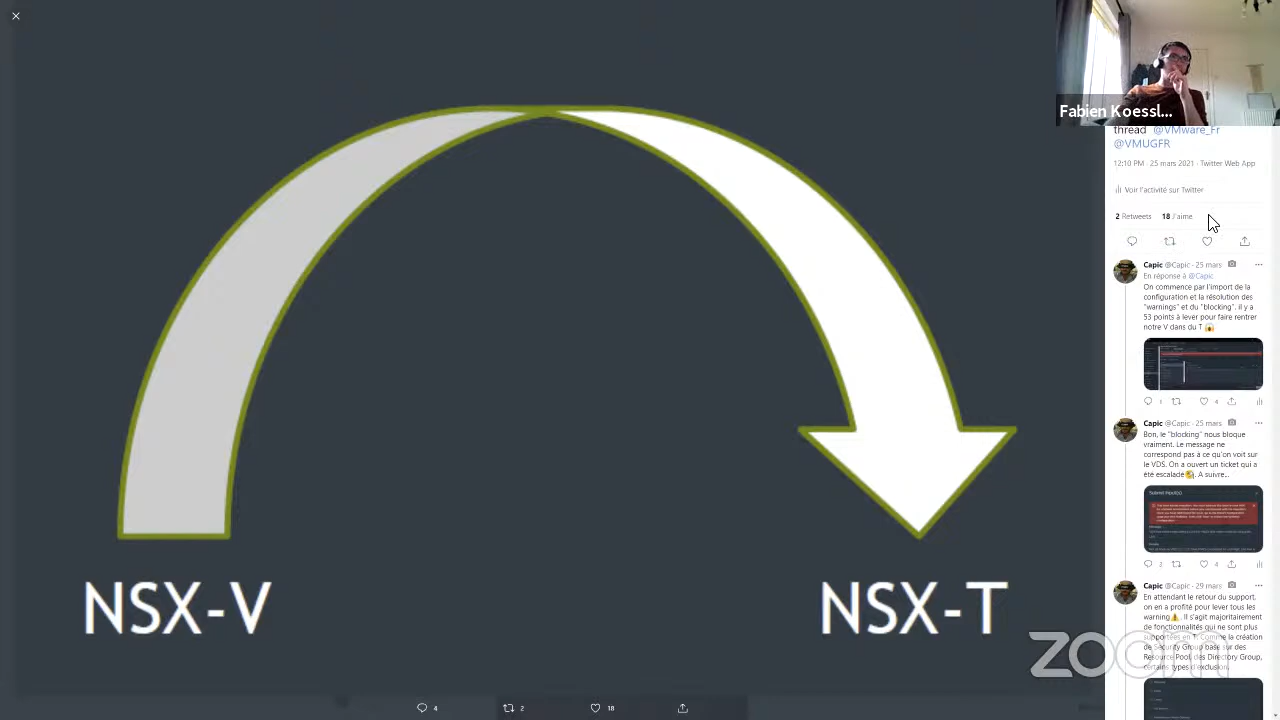 Fabien Koessl...
thread @VMware_Fr
@VMUGFR
12:10 PM · 25 mars 2021 · Twitter Web App
Voir l'activité sur Twitter
2 Retweets 18 J'aime
Capic @Capic · 25 mars
En réponse à @Capic
On commence par l'import de la
configuration et la résolution des
"warnings" et du "blocking". il y a
53 points à lever pour faire rentrer
notre V dans du T 😱
1 4
Capic @Capic · 25 mars
Bon, le "blocking" nous bloque
vraiment. Le message ne
correspond pas à ce qu'on voit sur
le VDS. On a ouvert un ticket qui a
été escaladé🧐. A suivre...
Submit Input(s)
3 4
Capic @Capic · 29 mars
En attendant le retour du support,
on en a profité pour lever tous les
warning⚠️. Il s'agit majoritairement
de fonctionnalités qui ne sont plus
supportées en T. Comme la création
de Security Group basé sur des
Resource Pool, des Directory Group,
certains types d'exclusion.
NSX-V
NSX-T
zoom
4 2 18